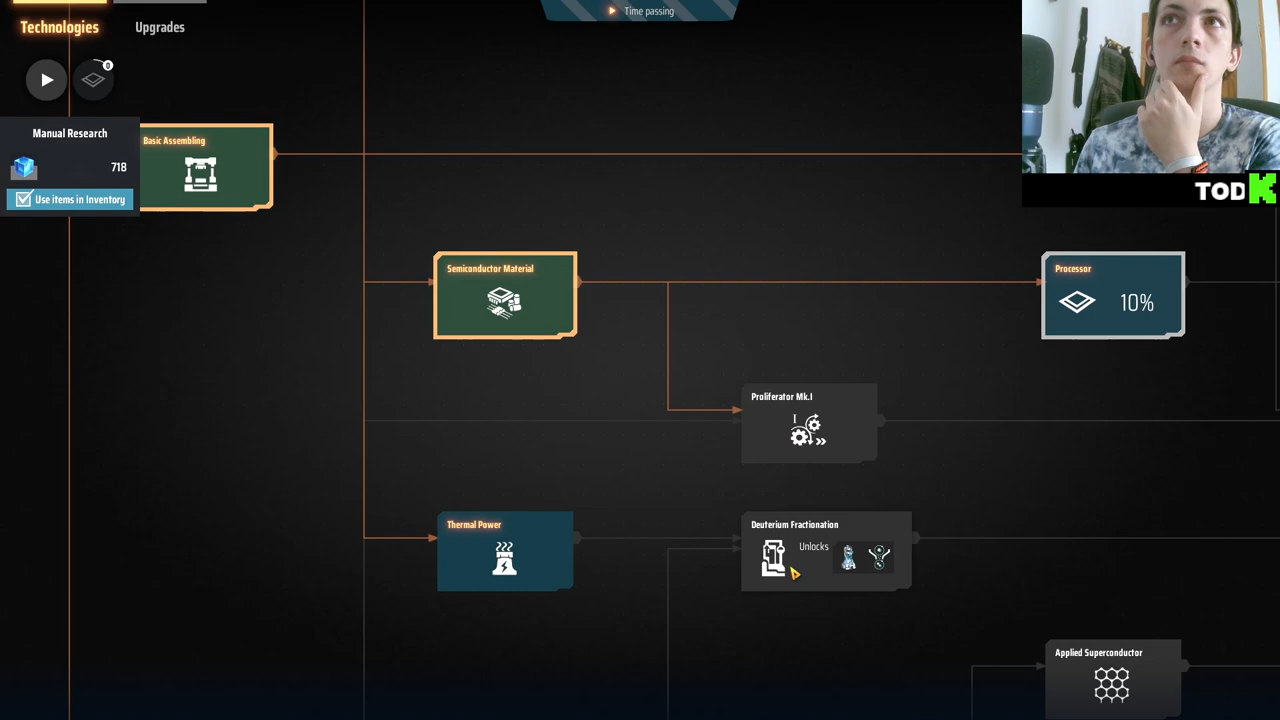 Time passing
Technologies
Upgrades
0
Manual Research
718
Use items in Inventory
Basic Assembling
TODK
Semiconductor Material
Processor
10%
Proliferator Mk.I
I
Thermal Power
Deuterium Fractionation
Unlocks
Applied Superconductor